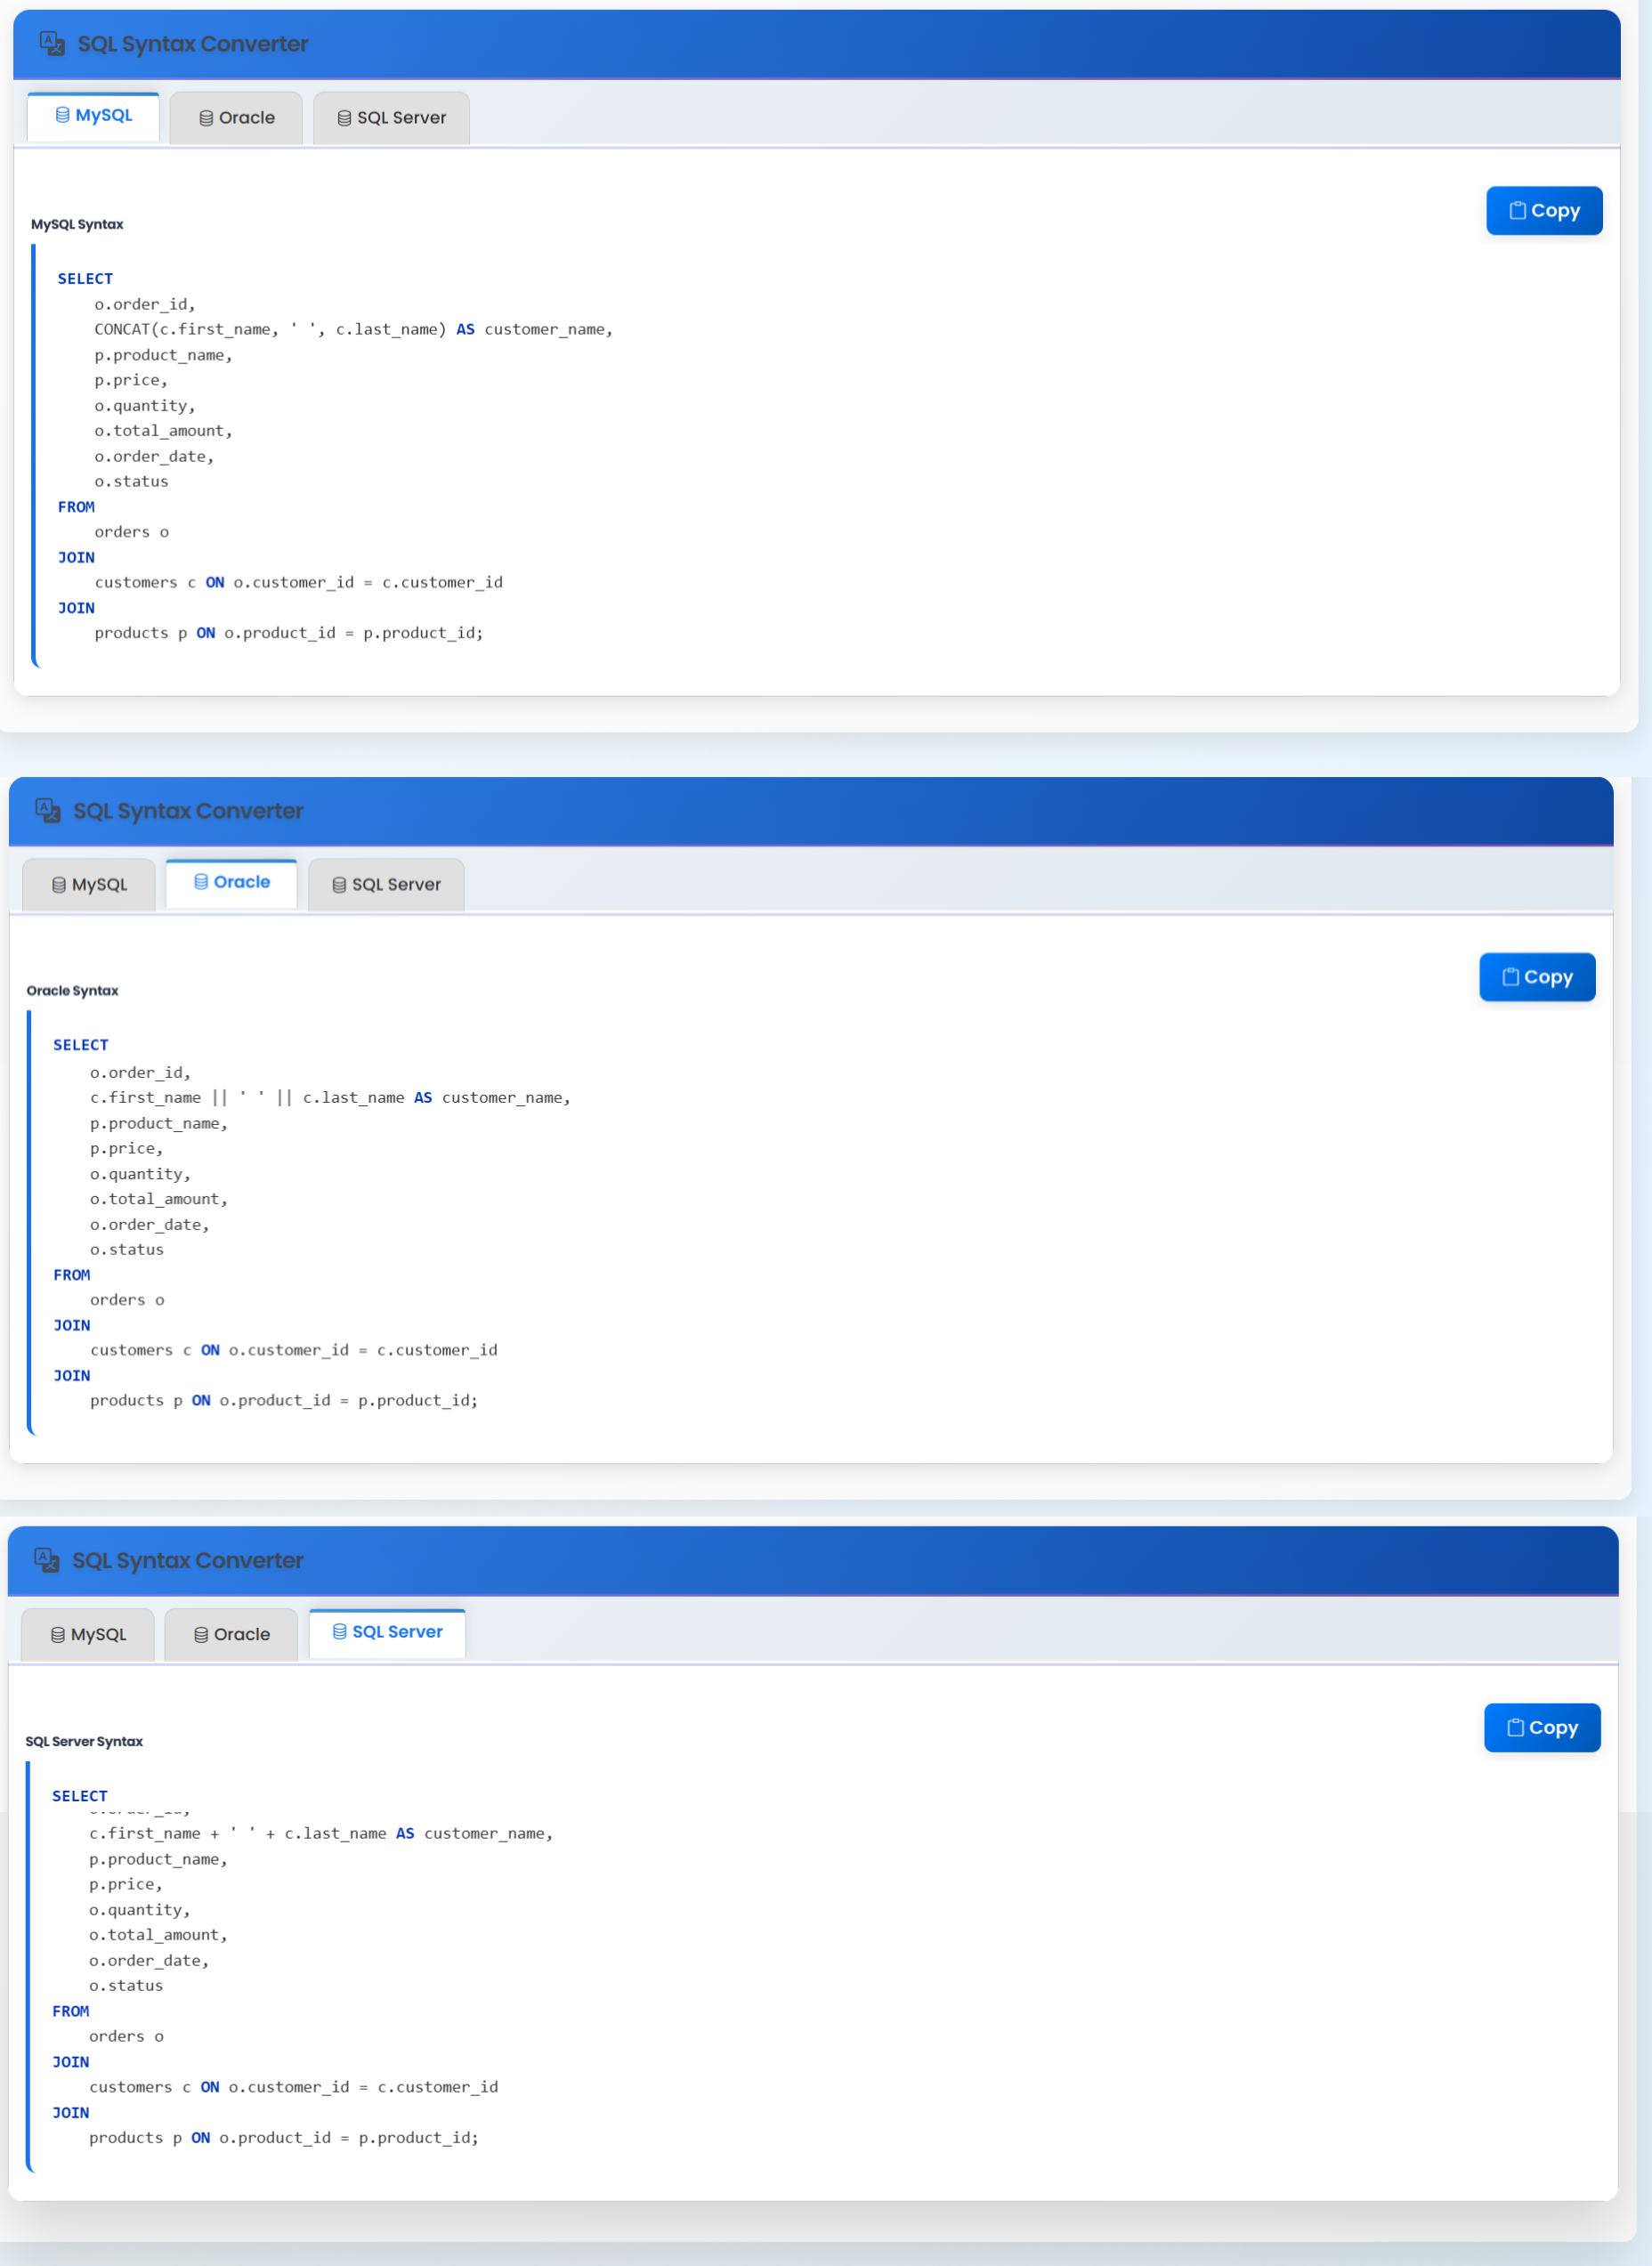 SQL Syntax Converter
MySQL Oracle SQL Server
Copy
MySQL Syntax
SELECT
    o.order_id,
    CONCAT(c.first_name, ' ', c.last_name) AS customer_name,
    p.product_name,
    p.price,
    o.quantity,
    o.total_amount,
    o.order_date,
    o.status
FROM
    orders o
JOIN
    customers c ON o.customer_id = c.customer_id
JOIN
    products p ON o.product_id = p.product_id;
SQL Syntax Converter
MySQL Oracle SQL Server
Copy
Oracle Syntax
SELECT
    o.order_id,
    c.first_name || ' ' || c.last_name AS customer_name,
    p.product_name,
    p.price,
    o.quantity,
    o.total_amount,
    o.order_date,
    o.status
FROM
    orders o
JOIN
    customers c ON o.customer_id = c.customer_id
JOIN
    products p ON o.product_id = p.product_id;
SQL Syntax Converter
MySQL Oracle SQL Server
Copy
SQL Server Syntax
SELECT
    c.first_name + ' ' + c.last_name AS customer_name,
    p.product_name,
    p.price,
    o.quantity,
    o.total_amount,
    o.order_date,
    o.status
FROM
    orders o
JOIN
    customers c ON o.customer_id = c.customer_id
JOIN
    products p ON o.product_id = p.product_id;